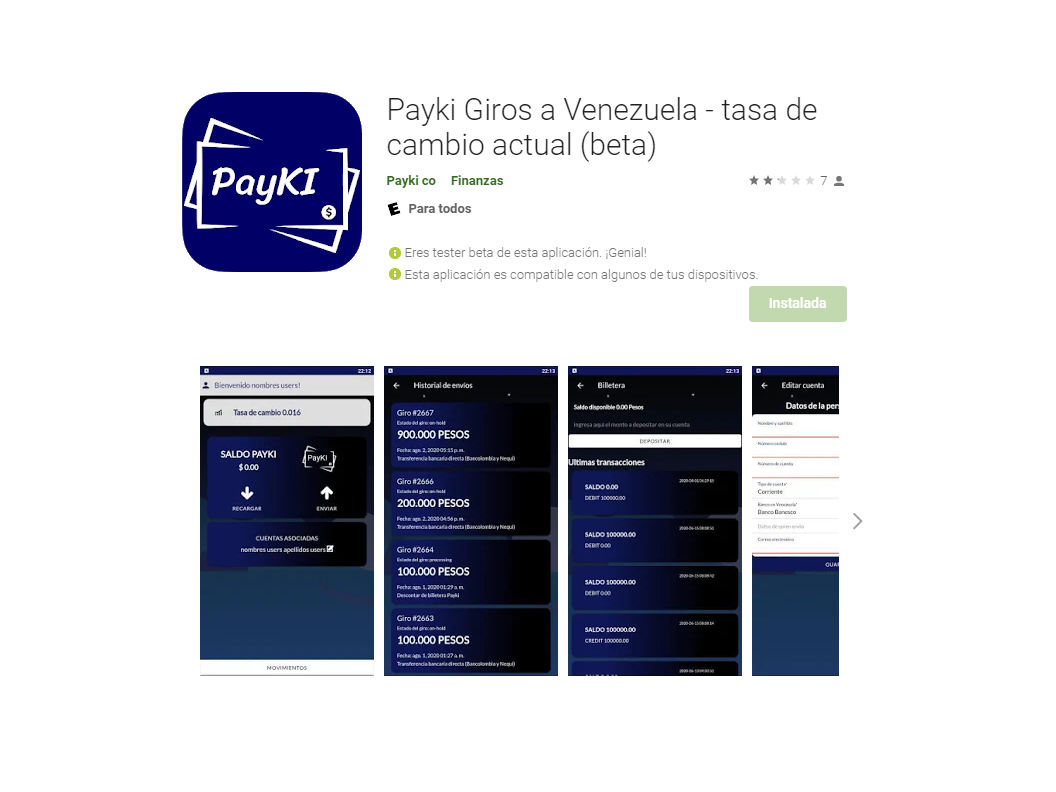 PayKI
$
Payki Giros a Venezuela - tasa de
cambio actual (beta)
Payki co Finanzas
7
E Para todos
Eres tester beta de esta aplicación. ¡Genial!
Esta aplicación es compatible con algunos de tus dispositivos.
Instalada
22:12
Bienvenido nombres users!
Tasa de cambio 0.016
SALDO PAYKI
$ 0.00
PayKI
RECARGAR
ENVIAR
CUENTAS ASOCIADAS
nombres users apellidos users
MOVIMIENTOS
22:13
Historial de envíos
Giro #2667
Estado del giro: on-hold
900.000 PESOS
Fecha: ago. 2, 2020 05:15 p. m.
Transferencia bancaria directa (Bancolombia y Nequi)
Giro #2666
Estado del giro: on-hold
200.000 PESOS
Fecha: ago. 2, 2020 04:56 p. m.
Transferencia bancaria directa (Bancolombia y Nequi)
Giro #2664
Estado del giro: processing
100.000 PESOS
Fecha: ago. 1, 2020 01:29 a. m.
Descontar de billetera Payki
Giro #2663
Estado del giro: on-hold
100.000 PESOS
Fecha: ago. 1, 2020 01:27 a. m.
Transferencia bancaria directa (Bancolombia y Nequi)
22:13
Billetera
Saldo disponible 0.00 Pesos
Ingresa aquí el monto a depositar en su cuenta
DEPOSITAR
Ultimas transacciones
SALDO 0.00
DEBIT 100000.00
SALDO 100000.00
DEBIT 0.00
SALDO 100000.00
DEBIT 0.00
SALDO 100000.00
CREDIT 100000.00
SALDO 0.00
Editar cuenta
Datos de la per
Nombre y apellido
Número cedula
Número de cuenta
Tipo de cuenta*
Corriente
Banco en Venezuela*
Banco Banesco
Datos de quien envía
Correo electrónico
GUAR